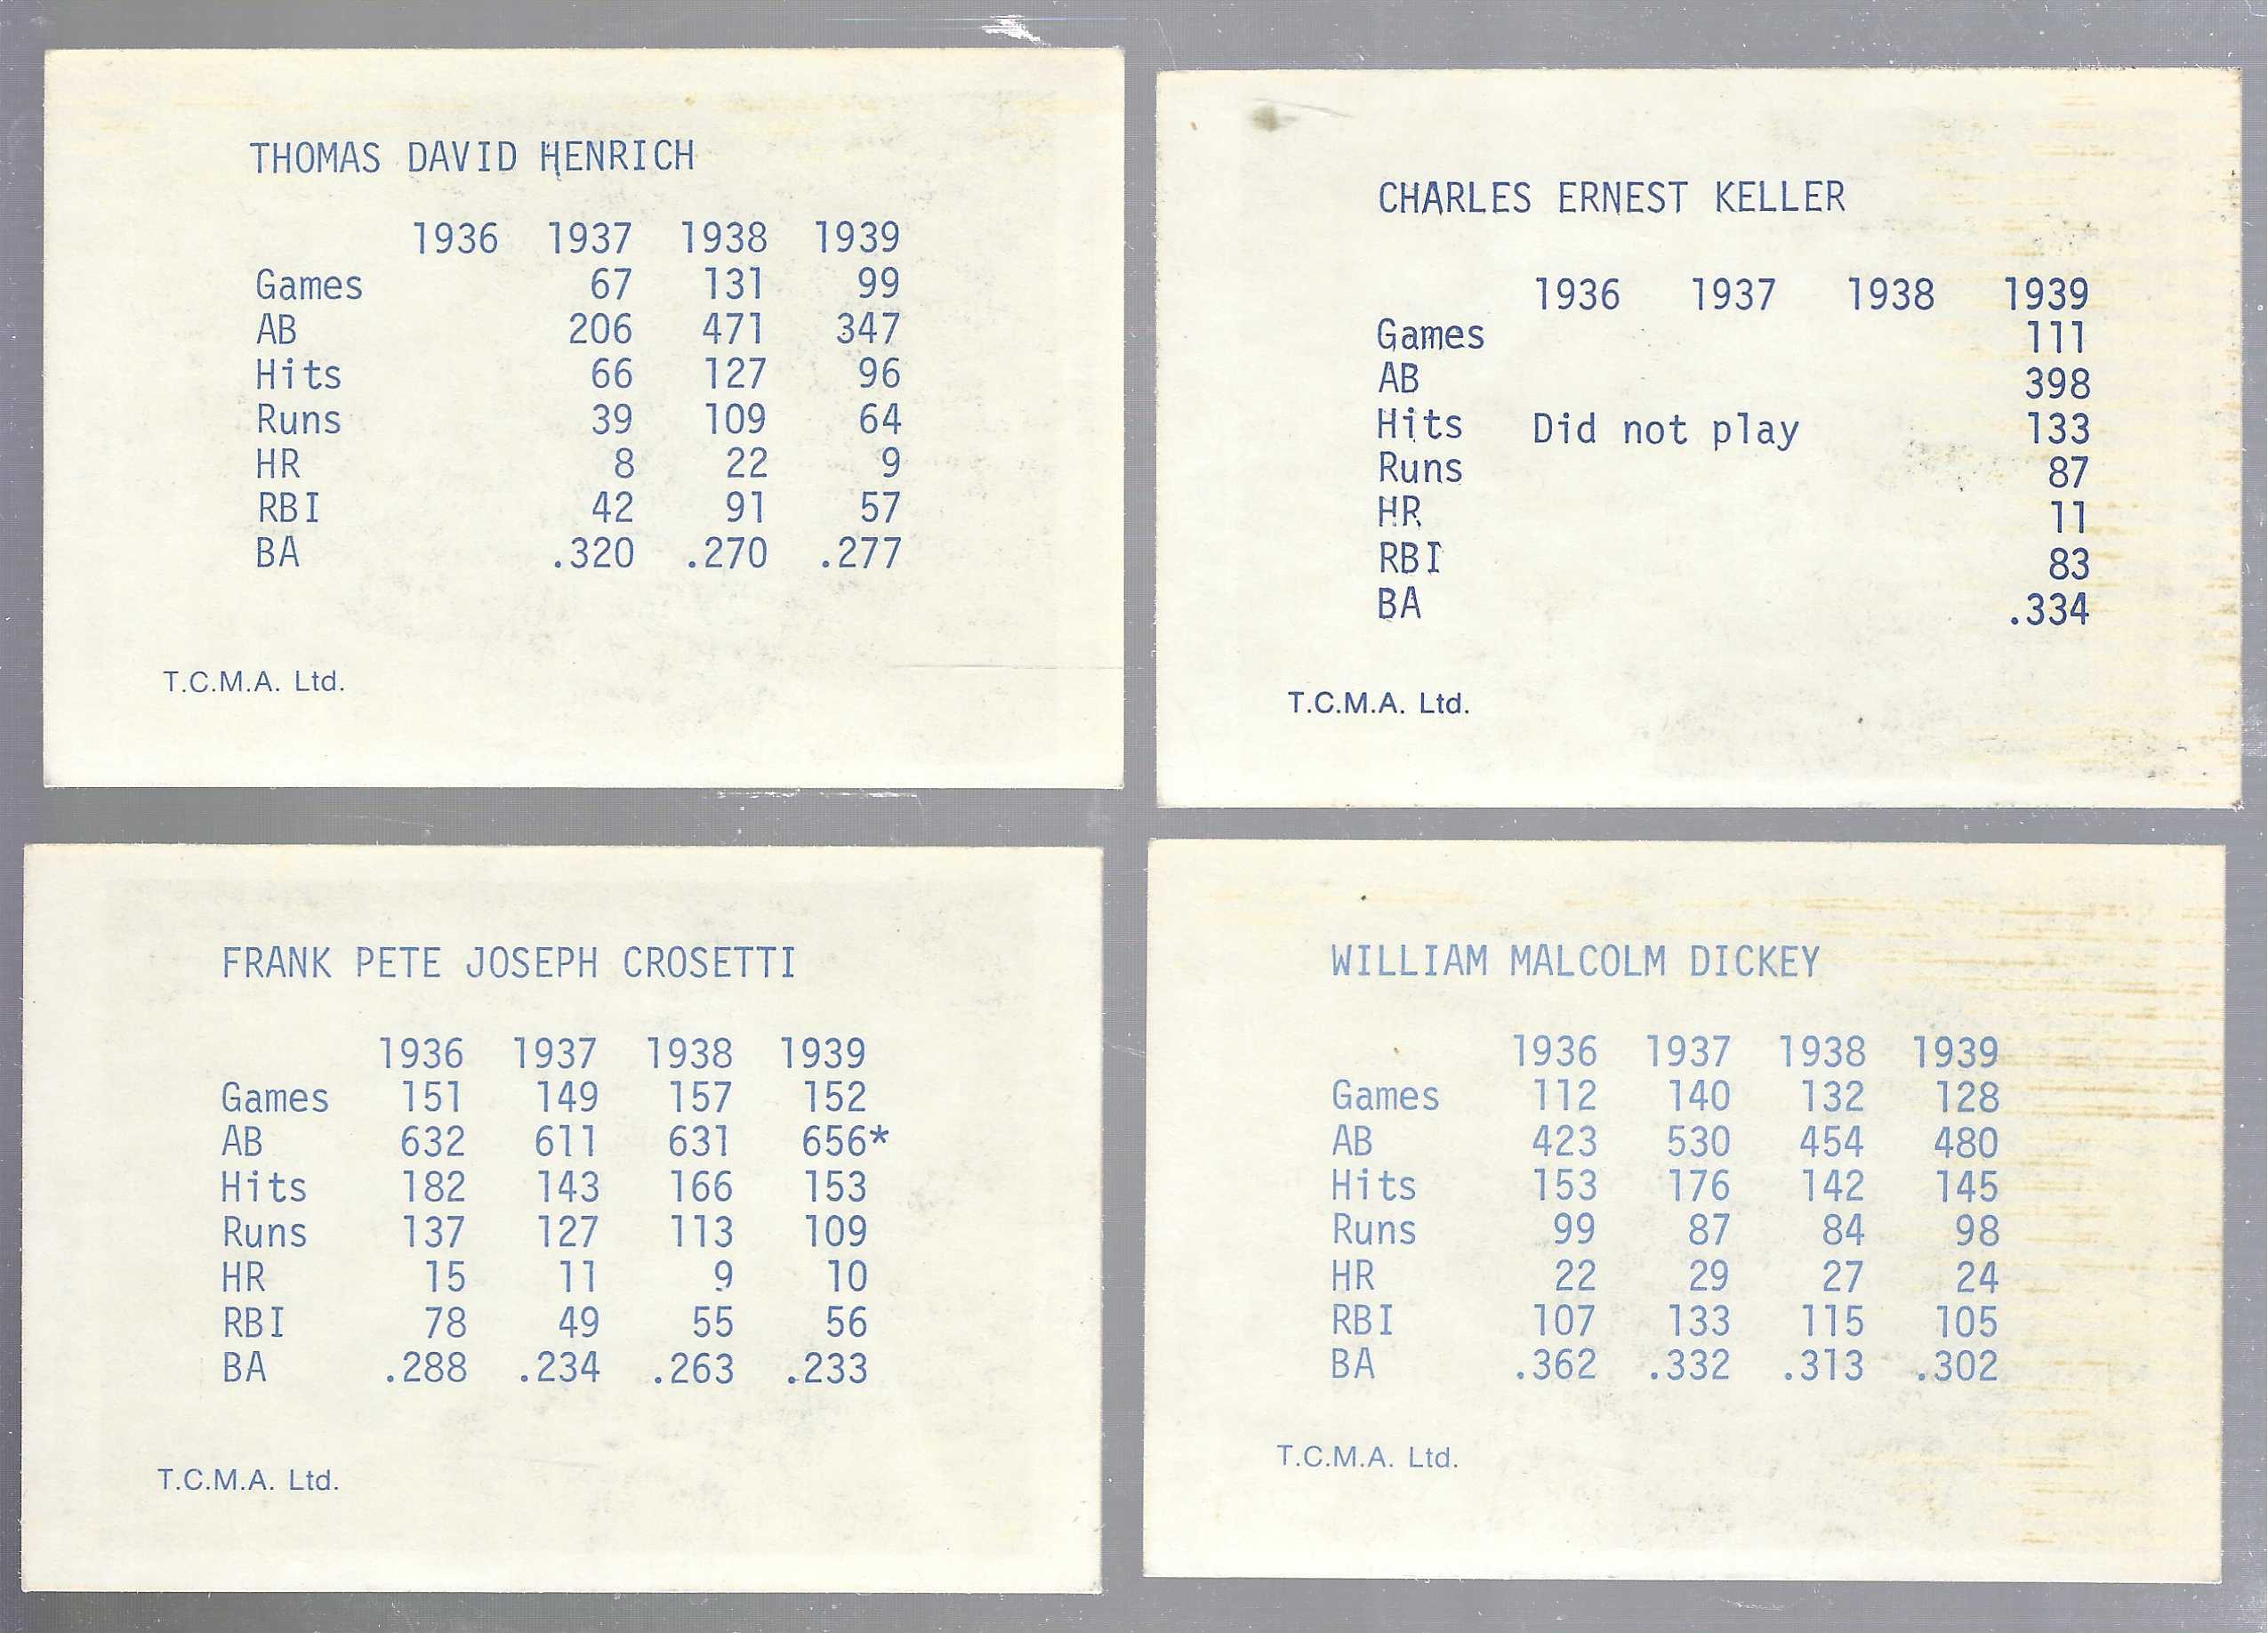 THOMAS DAVID HENRICH
1936 1937 1938 1939
Games 67 131 99
AB 206 471 347
Hits 66 127 96
Runs 39 109 64
HR 8 22 9
RBI 42 91 57
BA .320 .270 .277
T.C.M.A. Ltd.
CHARLES ERNEST KELLER
1936 1937 1938 1939
Games 111
AB 398
Hits Did not play 133
Runs 87
HR 11
RBI 83
BA .334
T.C.M.A. Ltd.
FRANK PETE JOSEPH CROSETTI
1936 1937 1938 1939
Games 151 149 157 152
AB 632 611 631 656*
Hits 182 143 166 153
Runs 137 127 113 109
HR 15 11 9 10
RBI 78 49 55 56
BA .288 .234 .263 .233
T.C.M.A. Ltd.
WILLIAM MALCOLM DICKEY
1936 1937 1938 1939
Games 112 140 132 128
AB 423 530 454 480
Hits 153 176 142 145
Runs 99 87 84 98
HR 22 29 27 24
RBI 107 133 115 105
BA .362 .332 .313 .302
T.C.M.A. Ltd.